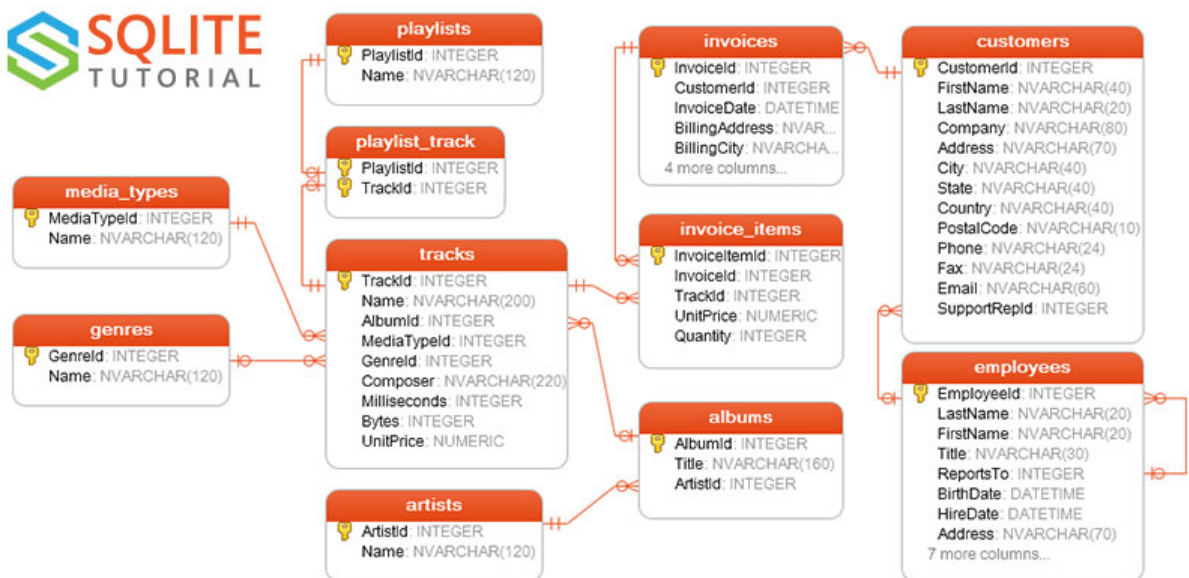 SQLITE
TUTORIAL
playlists
PlaylistId: INTEGER
Name: NVARCHAR(120)
playlist_track
PlaylistId: INTEGER
TrackId: INTEGER
media_types
MediaTypeId: INTEGER
Name: NVARCHAR(120)
genres
GenreId: INTEGER
Name: NVARCHAR(120)
tracks
TrackId: INTEGER
Name: NVARCHAR(200)
AlbumId: INTEGER
MediaTypeId: INTEGER
GenreId: INTEGER
Composer: NVARCHAR(220)
Milliseconds: INTEGER
Bytes: INTEGER
UnitPrice: NUMERIC
artists
ArtistId: INTEGER
Name: NVARCHAR(120)
invoices
InvoiceId: INTEGER
CustomerId: INTEGER
InvoiceDate: DATETIME
BillingAddress: NVAR...
BillingCity: NVARCHA...
4 more columns...
invoice_items
InvoiceItemId: INTEGER
InvoiceId: INTEGER
TrackId: INTEGER
UnitPrice: NUMERIC
Quantity: INTEGER
albums
AlbumId: INTEGER
Title: NVARCHAR(160)
ArtistId: INTEGER
customers
CustomerId: INTEGER
FirstName: NVARCHAR(40)
LastName: NVARCHAR(20)
Company: NVARCHAR(80)
Address: NVARCHAR(70)
City: NVARCHAR(40)
State: NVARCHAR(40)
Country: NVARCHAR(40)
PostalCode: NVARCHAR(10)
Phone: NVARCHAR(24)
Fax: NVARCHAR(24)
Email: NVARCHAR(60)
SupportRepId: INTEGER
employees
EmployeeId: INTEGER
LastName: NVARCHAR(20)
FirstName: NVARCHAR(20)
Title: NVARCHAR(30)
ReportsTo: INTEGER
BirthDate: DATETIME
HireDate: DATETIME
Address: NVARCHAR(70)
7 more columns...